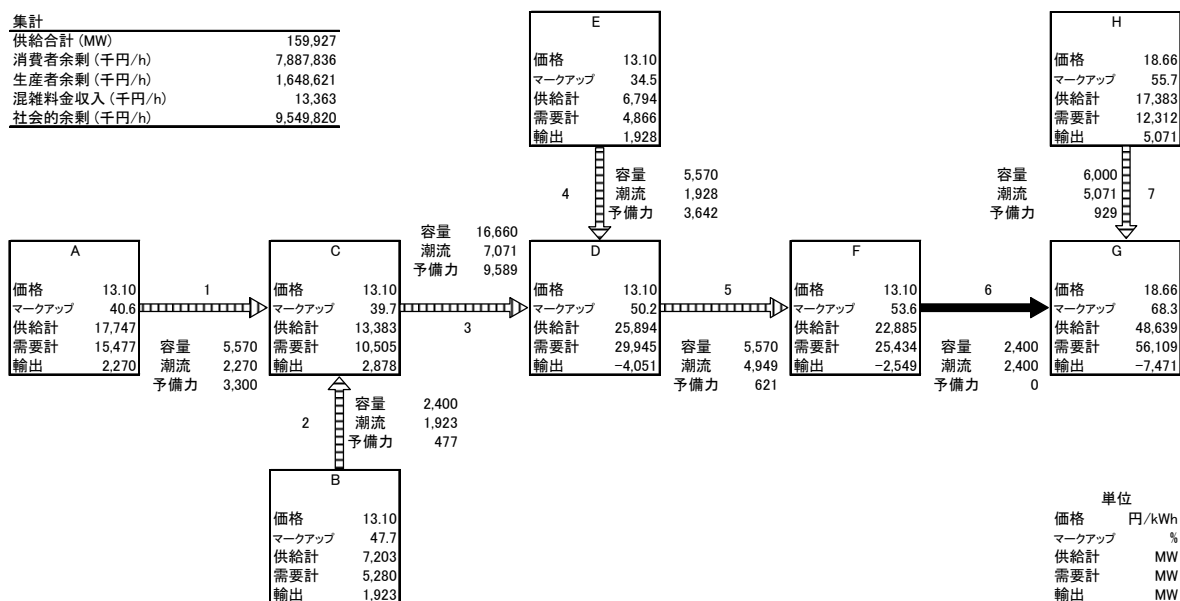 集計
供給合計 (MW) 159,927
消費者余剰 (千円/h) 7,887,836
生産者余剰 (千円/h) 1,648,621
混雑料金収入 (千円/h) 13,363
社会的余剰 (千円/h) 9,549,820
E
価格 13.10
マークアップ 34.5
供給計 6,794
需要計 4,866
輸出 1,928
H
価格 18.66
マークアップ 55.7
供給計 17,383
需要計 12,312
輸出 5,071
4
容量 5,570
潮流 1,928
予備力 3,642
容量 6,000
潮流 5,071
予備力 929
7
容量 16,660
潮流 7,071
予備力 9,589
3
A
価格 13.10
マークアップ 40.6
供給計 17,747
需要計 15,477
輸出 2,270
1
容量 5,570
潮流 2,270
予備力 3,300
C
価格 13.10
マークアップ 39.7
供給計 13,383
需要計 10,505
輸出 2,878
D
価格 13.10
マークアップ 50.2
供給計 25,894
需要計 29,945
輸出 -4,051
5
容量 5,570
潮流 4,949
予備力 621
F
価格 13.10
マークアップ 53.6
供給計 22,885
需要計 25,434
輸出 -2,549
6
容量 2,400
潮流 2,400
予備力 0
G
価格 18.66
マークアップ 68.3
供給計 48,639
需要計 56,109
輸出 -7,471
2
容量 2,400
潮流 1,923
予備力 477
B
価格 13.10
マークアップ 47.7
供給計 7,203
需要計 5,280
輸出 1,923
単位
価格 円/kWh
マークアップ %
供給計 MW
需要計 MW
輸出 MW